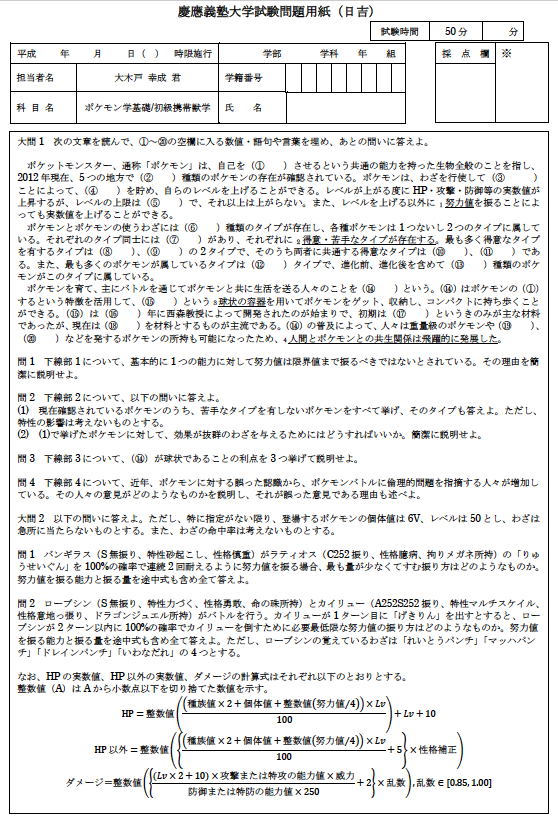 慶應義塾大学試験問題用紙（日吉）
試験時間 50分 分
平成 年 月 日（ ） 時限施行 学部 学科 年 組 採点欄 ※
担当者名 大木戸 幸成 君 学籍番号
科目名 ポケモン学基礎/初級携帯獣学 氏 名
大問1 次の文章を読んで、①～⑳の空欄に入る数値・語句や言葉を埋め、あとの問いに答えよ。
ポケットモンスター、通称「ポケモン」は、自己を（① ）させるという共通の能力を持った生物全般のことを指し、
2012年現在、5つの地方で（② ）種類のポケモンの存在が確認されている。ポケモンは、わざを行使して（③ ）
ことによって、（④ ）を貯め、自らのレベルを上げることができる。レベルが上がる度にHP・攻撃・防御等の実数値が
上昇するが、レベルの上限は（⑤ ）で、それ以上は上がらない。また、レベルを上げる以外に 1努力値を振ることによ
っても実数値を上げることができる。
ポケモンとポケモンの使うわざには（⑥ ）種類のタイプが存在し、各種ポケモンは1つないし2つのタイプに属して
いる。それぞれのタイプ同士には（⑦ ）があり、それぞれに 2得意・苦手なタイプが存在する。最も多く得意なタイプ
を有するタイプは（⑧ ）、（⑨ ）の2タイプで、そのうち両者に共通する得意なタイプは（⑩ ）、（⑪ ）であ
る。また、最も多くのポケモンが属しているタイプは（⑫ ）タイプで、進化前、進化後を含めて（⑬ ）種類のポケ
モンがこのタイプに属している。
ポケモンを育て、主にバトルを通じてポケモンと共に生活を送る人々のことを（⑭ ）という。（⑭）はポケモンの（①）
するという特徴を活用して、（⑮ ）という 3球状の容器を用いてポケモンをゲット、収納し、コンパクトに持ち歩くこと
ができる。（⑮）は（⑯ ）年に西森教授によって開発されたのが始まりで、初期は（⑰ ）というきのみが主な材料
であったが、現在は（⑱ ）を材料とするものが主流である。（⑭）の普及によって、人々は重量級のポケモンや（⑲ ）、
（⑳ ）などを発するポケモンの所持も可能になったため、4人間とポケモンとの共生関係は飛躍的に発展した。
問1 下線部1について、基本的に1つの能力に対して努力値は限界値まで振るべきではないとされている。その理由を簡
潔に説明せよ。
問2 下線部2について、以下の問いに答えよ。
(1) 現在確認されているポケモンのうち、苦手なタイプを有しないポケモンをすべて挙げ、そのタイプも答えよ。ただし、
特性の影響は考えないものとする。
(2) (1)で挙げたポケモンに対して、効果が抜群のわざを与えるためにはどうすればいいか。簡潔に説明せよ。
問3 下線部3について、（⑭）が球状であることの利点を3つ挙げて説明せよ。
問4 下線部4について、近年、ポケモンに対する誤った認識から、ポケモンバトルに倫理的問題を指摘する人々が増加し
ている。その人々の意見がどのようなものかを説明し、それが誤った意見である理由も述べよ。
大問2 以下の問いに答えよ。ただし、特に指定がない限り、登場するポケモンの個体値は6V、レベルは50とし、わざは
急所に当たらないものとする。また、わざの命中率は考えないものとする。
問1 バンギラス（S無振り、特性砂起こし、性格慎重）がラティオス（C252振り、性格臆病、拘りメガネ所持）の「りゅ
うせいぐん」を100%の確率で連続2回耐えるように努力値を振る場合、最も量が少なくてすむ振り方はどのようなものか。
努力値を振る能力と振る量を途中式も含め全て答えよ。
問2 ローブシン（S無振り、特性力づく、性格勇敢、命の珠所持）とカイリュー（A252S252振り、特性マルチスケイル、
性格意地っ張り、ドラゴンジュエル所持）がバトルを行う。カイリューが1ターン目に「げきりん」を出すとすると、ロー
ブシンが2ターン以内に100%の確率でカイリューを倒すために必要最低限な努力値の振り方はどのようなものか。努力値
を振る能力と振る量を途中式も含め全て答えよ。ただし、ローブシンの覚えているわざは「れいとうパンチ」「マッハパン
チ」「ドレインパンチ」「いわなだれ」の4つとする。
なお、HPの実数値、HP以外の実数値、ダメージの計算式はそれぞれ以下のとおりとする。
整数値（A）はAから小数点以下を切り捨てた数値を示す。
HP＝整数値((種族値×2＋個体値＋整数値(努力値/4))×Lv/100)＋Lv＋10
HP以外＝整数値({(種族値×2＋個体値＋整数値(努力値/4))×Lv/100＋5}×性格補正)
ダメージ＝整数値({(Lv×2＋10)×攻撃または特攻の能力値×威力/防御または特防の能力値×250＋2}×乱数), 乱数∈[0.85, 1.00]